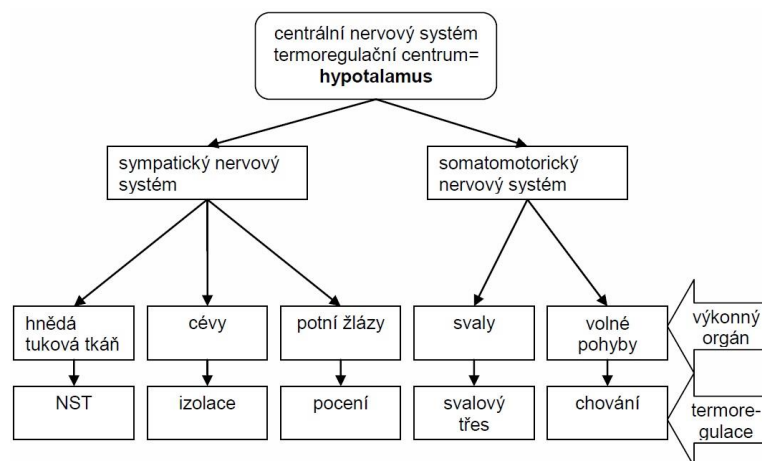 centrální nervový systém
termoregulační centrum=
hypotalamus
sympatický nervový
systém
somatomotorický
nervový systém
hnědá
tuková tkáň
cévy
potní žlázy
svaly
volné
pohyby
výkonný
orgán
NST
izolace
pocení
svalový
třes
chování
termore-
gulace